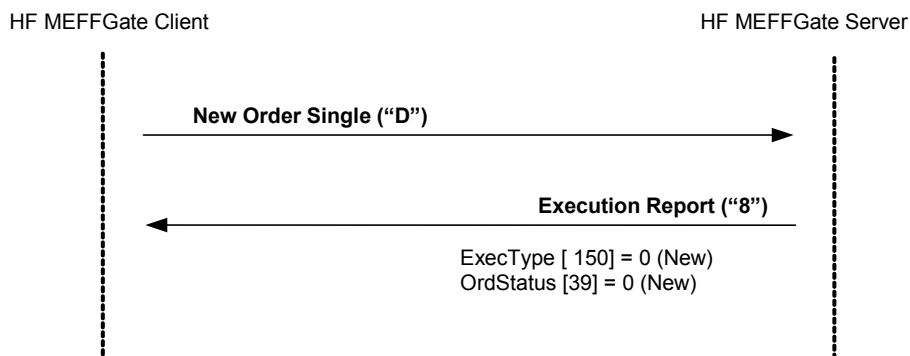 HF MEFFGate Client
HF MEFFGate Server
New Order Single (“D”)
Execution Report (“8”)
ExecType [ 150] = 0 (New)
OrdStatus [39] = 0 (New)